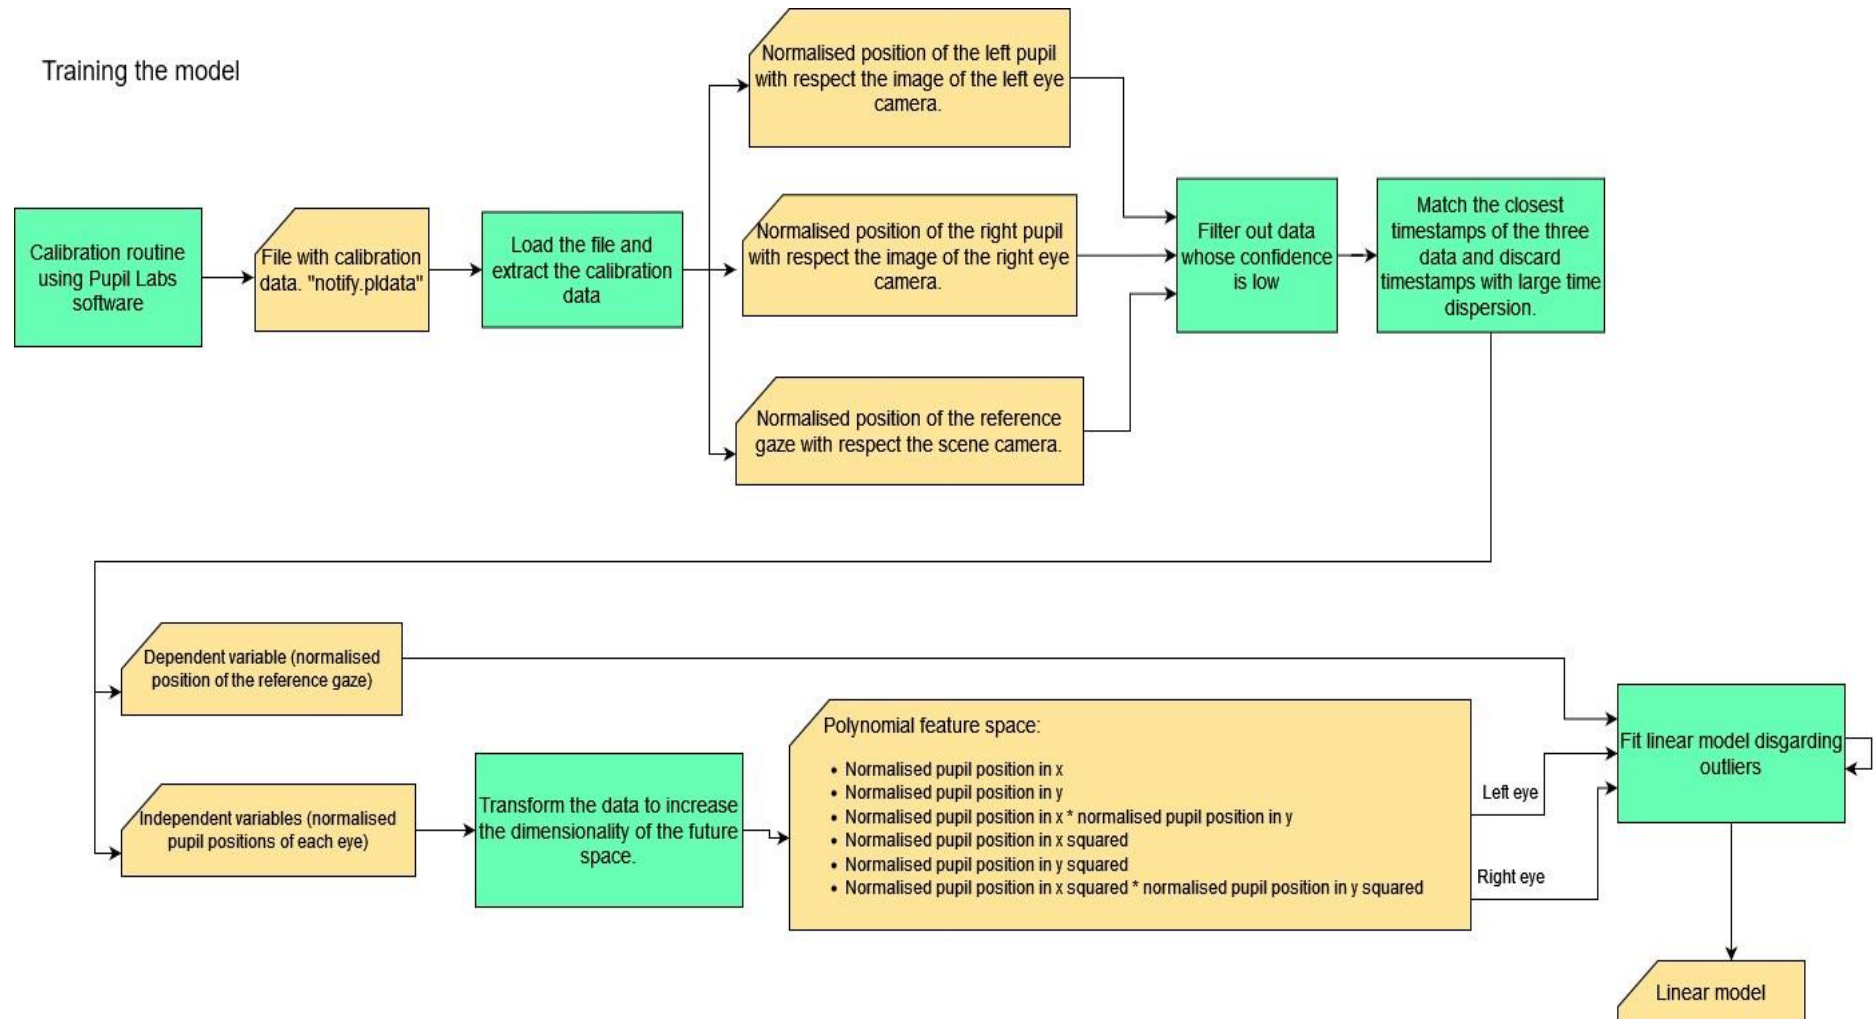 Training the model
Normalised position of the left pupil
with respect the image of the left eye
camera.
Calibration routine
using Pupil Labs
software
File with calibration
data. "notify.pldata"
Load the file and
extract the calibration
data
Normalised position of the right pupil
with respect the image of the right eye
camera.
Normalised position of the reference
gaze with respect the scene camera.
Filter out data
whose confidence
is low
Match the closest
timestamps of the three
data and discard
timestamps with large time
dispersion.
Dependent variable (normalised
position of the reference gaze)
Independent variables (normalised
pupil positions of each eye)
Transform the data to increase
the dimensionality of the future
space.
Polynomial feature space:
• Normalised pupil position in x
• Normalised pupil position in y
• Normalised pupil position in x * normalised pupil position in y
• Normalised pupil position in x squared
• Normalised pupil position in y squared
• Normalised pupil position in x squared * normalised pupil position in y squared
Left eye
Right eye
Fit linear model disgarding
outliers
Linear model